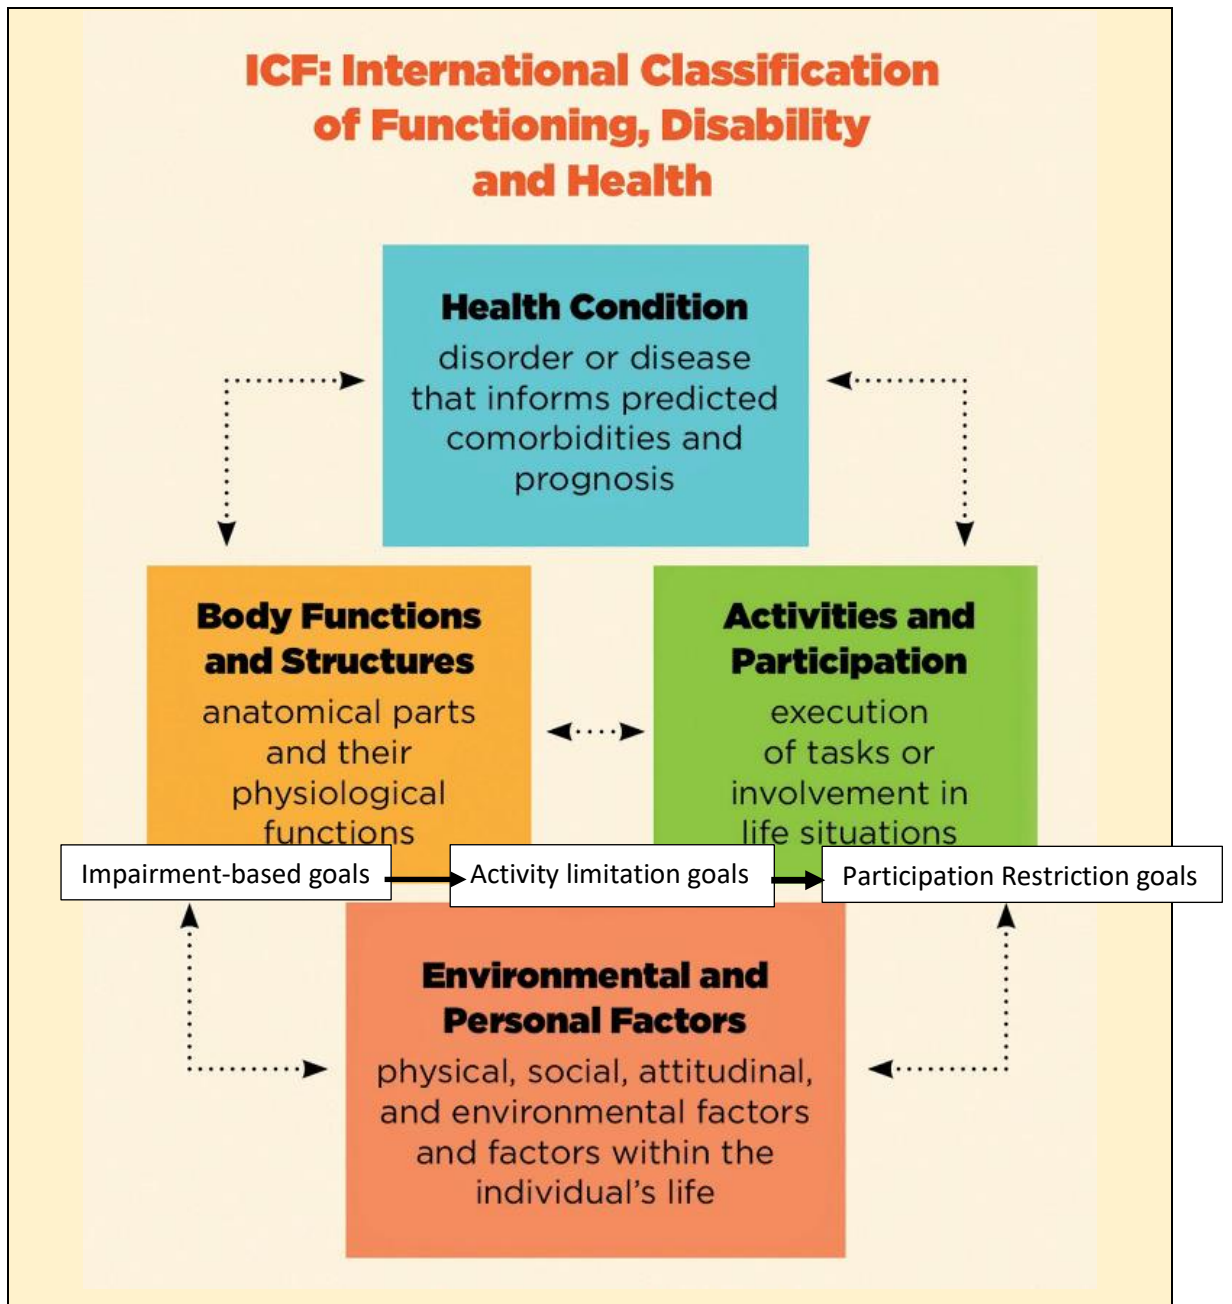 ICF: International Classification
of Functioning, Disability
and Health
Health Condition
disorder or disease
that informs predicted
comorbidities and
prognosis
Body Functions
and Structures
anatomical parts
and their
physiological
functions
Activities and
Participation
execution
of tasks or
involvement in
life situations
Impairment-based goals
Activity limitation goals
Participation Restriction goals
Environmental and
Personal Factors
physical, social, attitudinal,
and environmental factors
and factors within the
individual's life